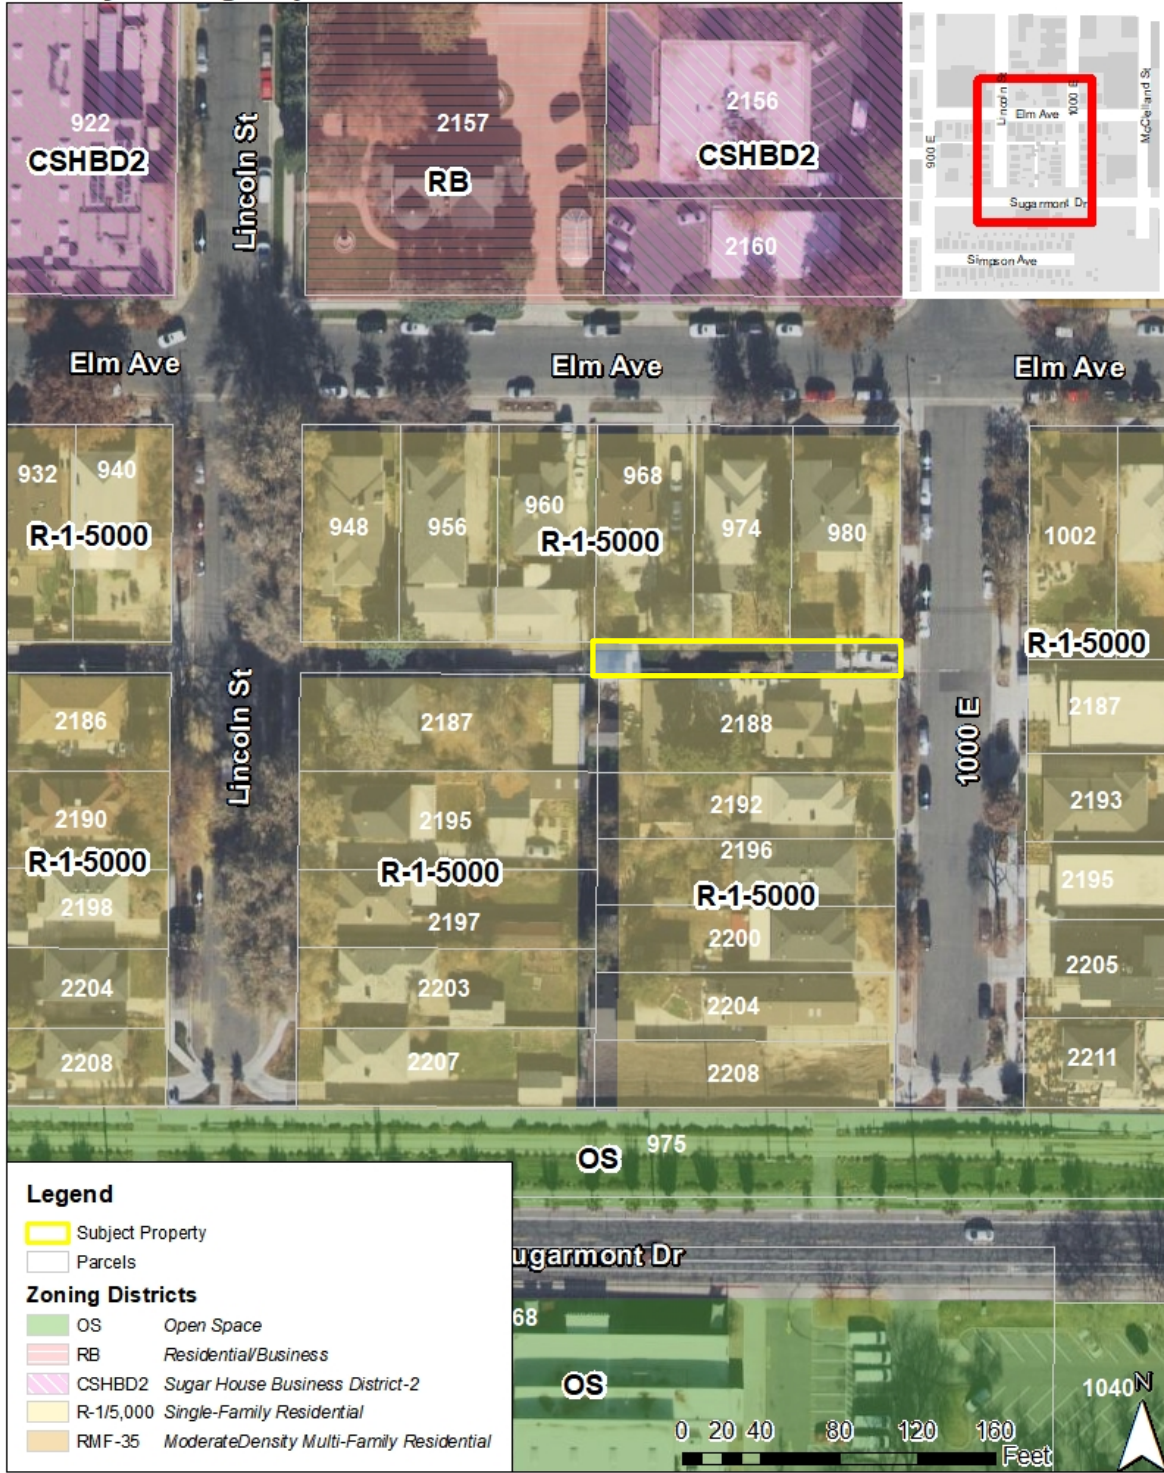 922
CSHBD2
Lincoln St
2157
RB
2156
CSHBD2
2160
900 E
Lincoln St
Elm Ave
1000 E
McClelland St
Sugarmont Dr
Simpson Ave
Elm Ave
Elm Ave
Elm Ave
932
940
R-1-5000
948
956
960
968
R-1-5000
974
980
1002
R-1-5000
2186
Lincoln St
2187
2188
1000 E
2187
2190
2195
2192
2193
R-1-5000
R-1-5000
2196
R-1-5000
2198
2197
2200
2195
2204
2203
2204
2205
2208
2207
2208
2211
975
OS
ugarmont Dr
68
OS
1040
N
Legend
Subject Property
Parcels
Zoning Districts
OS Open Space
RB Residential/Business
CSHBD2 Sugar House Business District-2
R-1/5,000 Single-Family Residential
RMF-35 ModerateDensity Multi-Family Residential
0 20 40 80 120 160
Feet